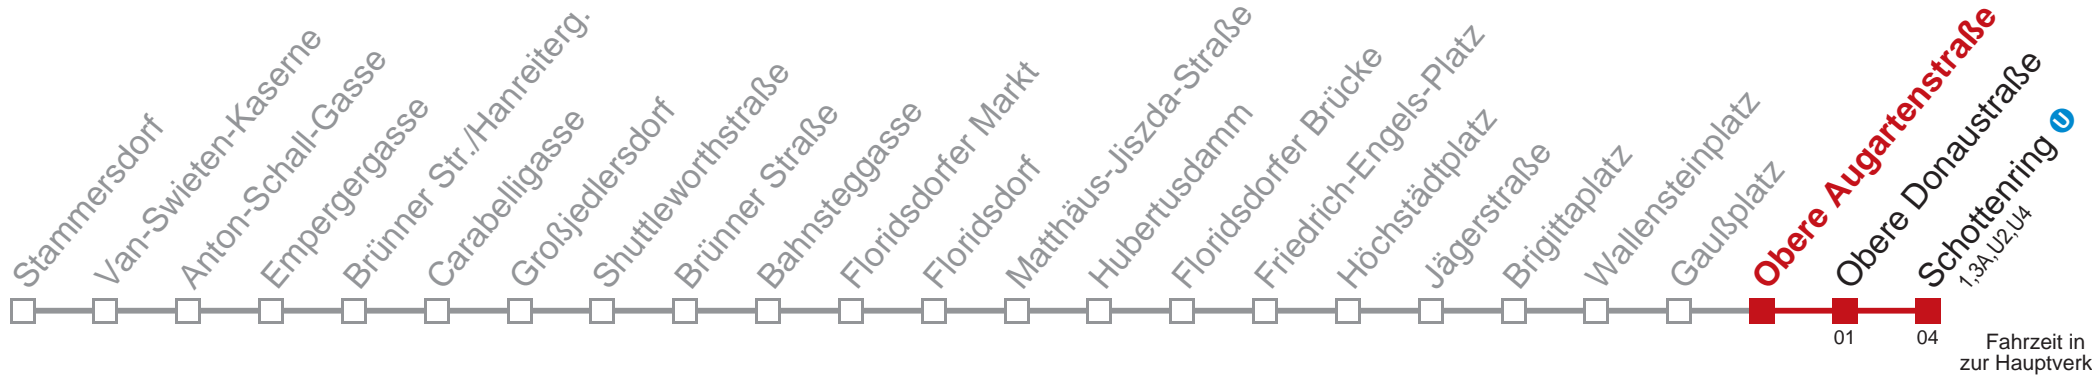 Stammersdorf
Van-Swieten-Kaserne
Anton-Schall-Gasse
Empergergasse
Brünner Str./Hanreiterg.
Carabelligasse
Großjedlersdorf
Shuttleworthstraße
Brünner Straße
Bahnsteggasse
Floridsdorfer Markt
Floridsdorf
Matthäus-Jiszda-Straße
Hubertusdamm
Floridsdorfer Brücke
Friedrich-Engels-Platz
Höchstädtplatz
Jägerstraße
Brigittaplatz
Wallensteinplatz
Gaußplatz
Obere Augartenstraße
Obere Donaustraße
Schottenring U
1,3A,U2,U4
01
04
Fahrzeit in
zur Hauptverk